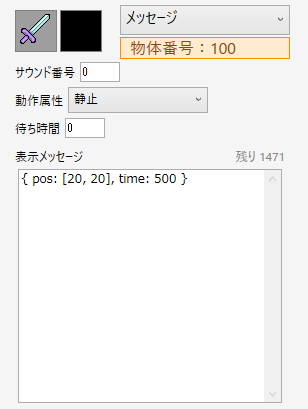 メッセージ
物体番号：100
サウンド番号 0
動作属性 静止
待ち時間 0
表示メッセージ 残り 1471
{ pos: [20, 20], time: 500 }